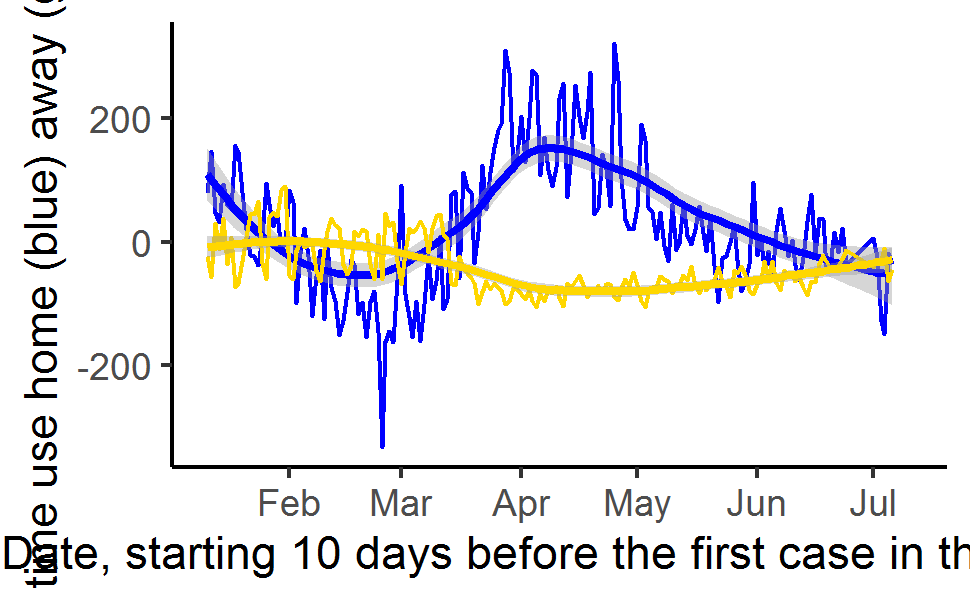 time use home (blue) away (
200
0
-200
Feb Mar Apr May Jun Jul
Date, starting 10 days before the first case in th